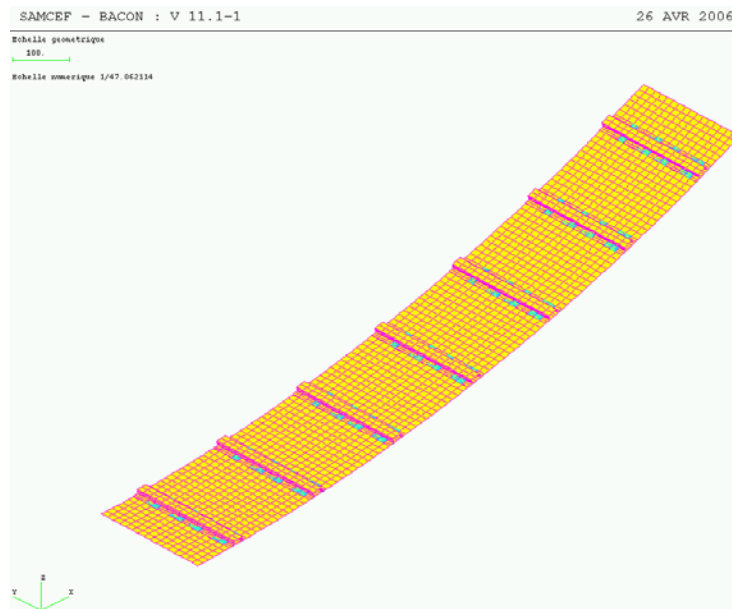 SAMCEF - BACON : V 11.1-1 26 AVR 2006
Echelle geometrique
100.
Echelle numerique 1/47.062114
Z
Y X